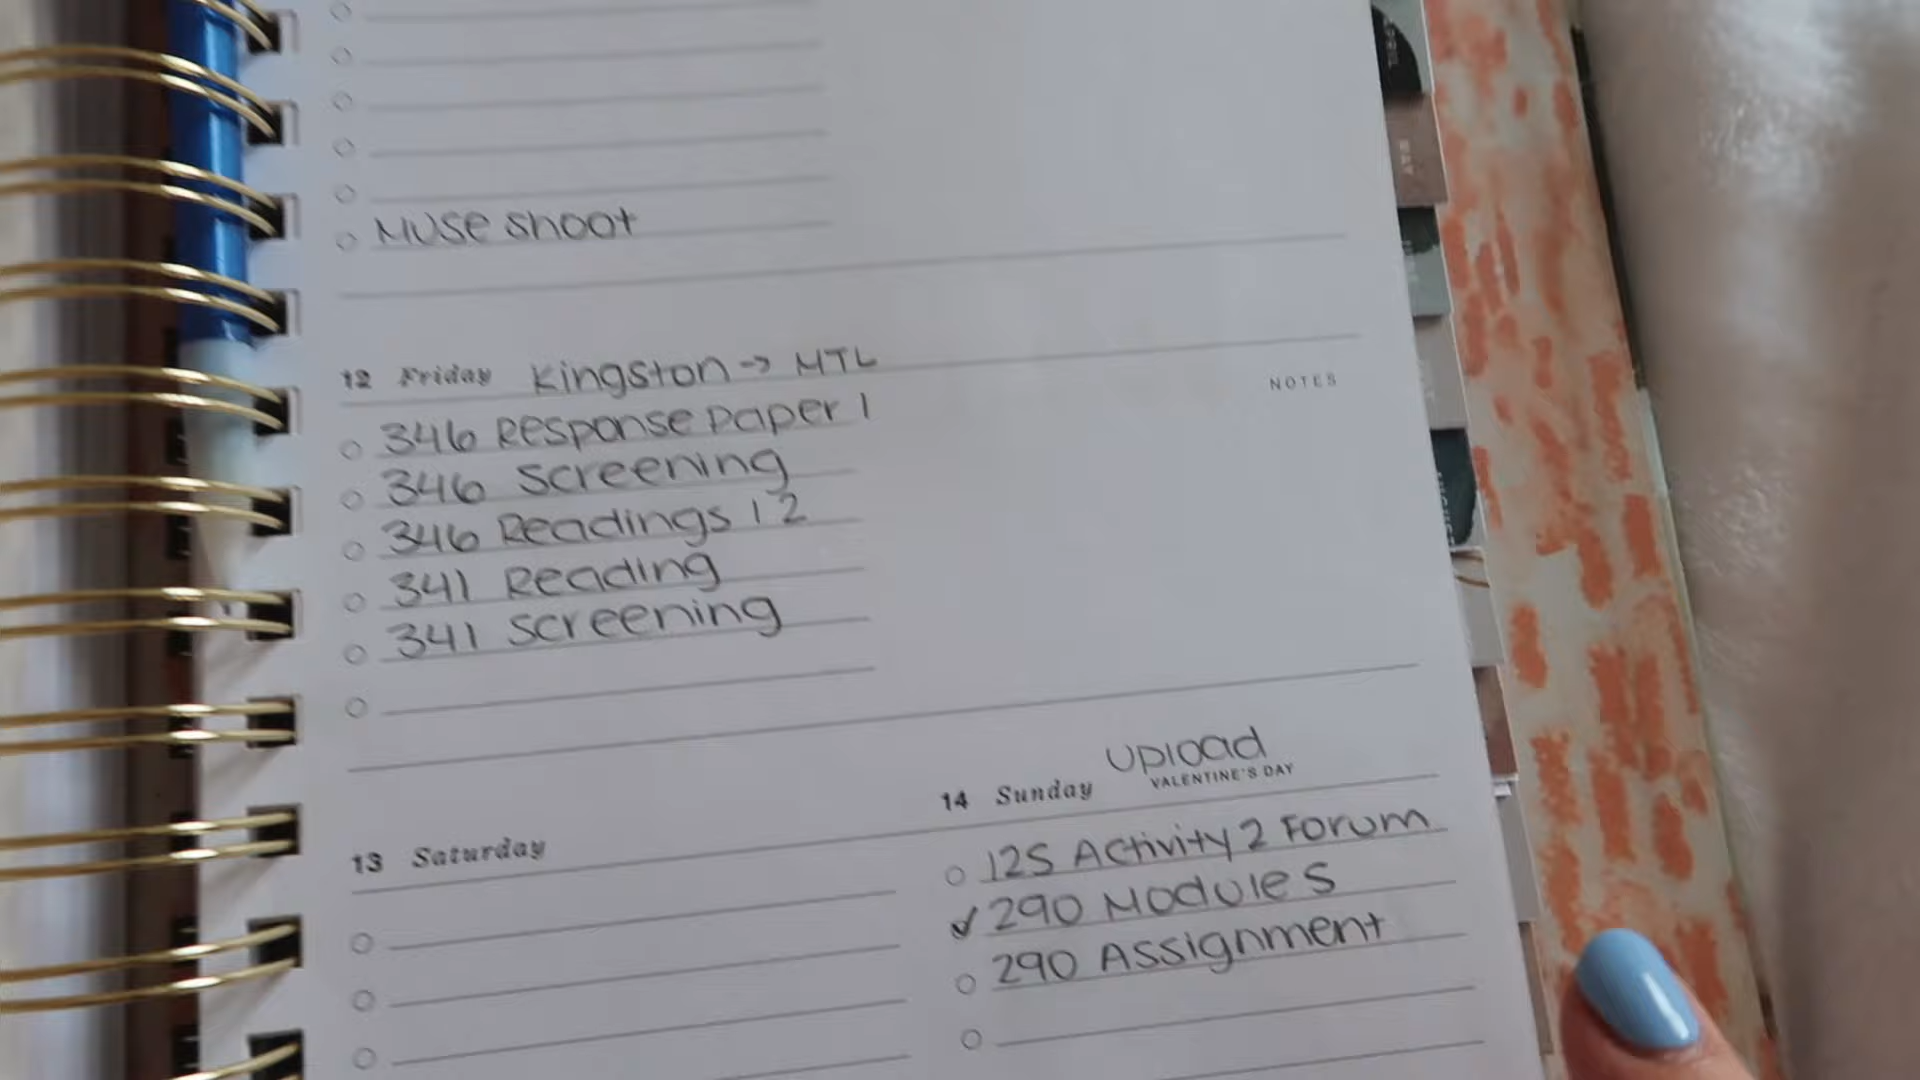 Muse shoot
12 Friday Kingston → MTL
NOTES
346 Response paper 1
346 Screening
346 Readings 1 2
341 Reading
341 Screening
13 Saturday
14 Sunday Upload
VALENTINE'S DAY
125 Activity 2 Forum
290 Module 5
290 Assignment